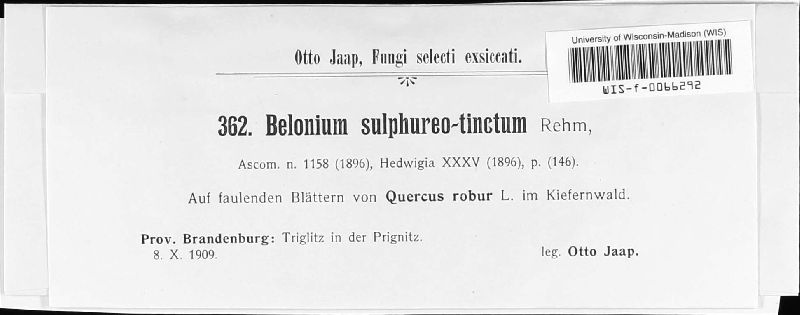 University of Wisconsin-Madison (WIS)
WIS-f-0066292
Otto Jaap, Fungi selecti exsiccati.
362. Belonium sulphureo-tinctum Rehm,
Ascom. n. 1158 (1896), Hedwigia XXXV (1896), p. (146).
Auf faulenden Blättern von Quercus robur L. im Kiefernwald.
Prov. Brandenburg: Triglitz in der Prignitz.
8. X. 1909.
leg. Otto Jaap.